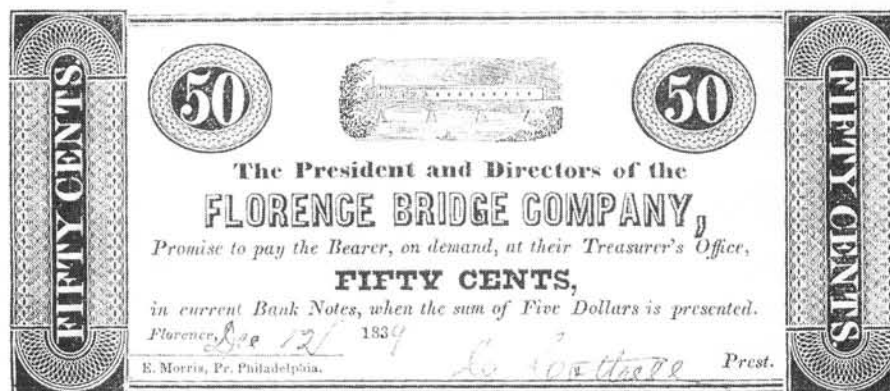 FIFTY CENTS.
50
50
The President and Directors of the
FLORENCE BRIDGE COMPANY,
Promise to pay the Bearer, on demand, at their Treasurer's Office,
FIFTY CENTS,
in current Bank Notes, when the sum of Five Dollars is presented.
Florence, Dec 12 1839
E. Morris, Pr. Philadelphia.
Prest.
FIFTY CENTS.